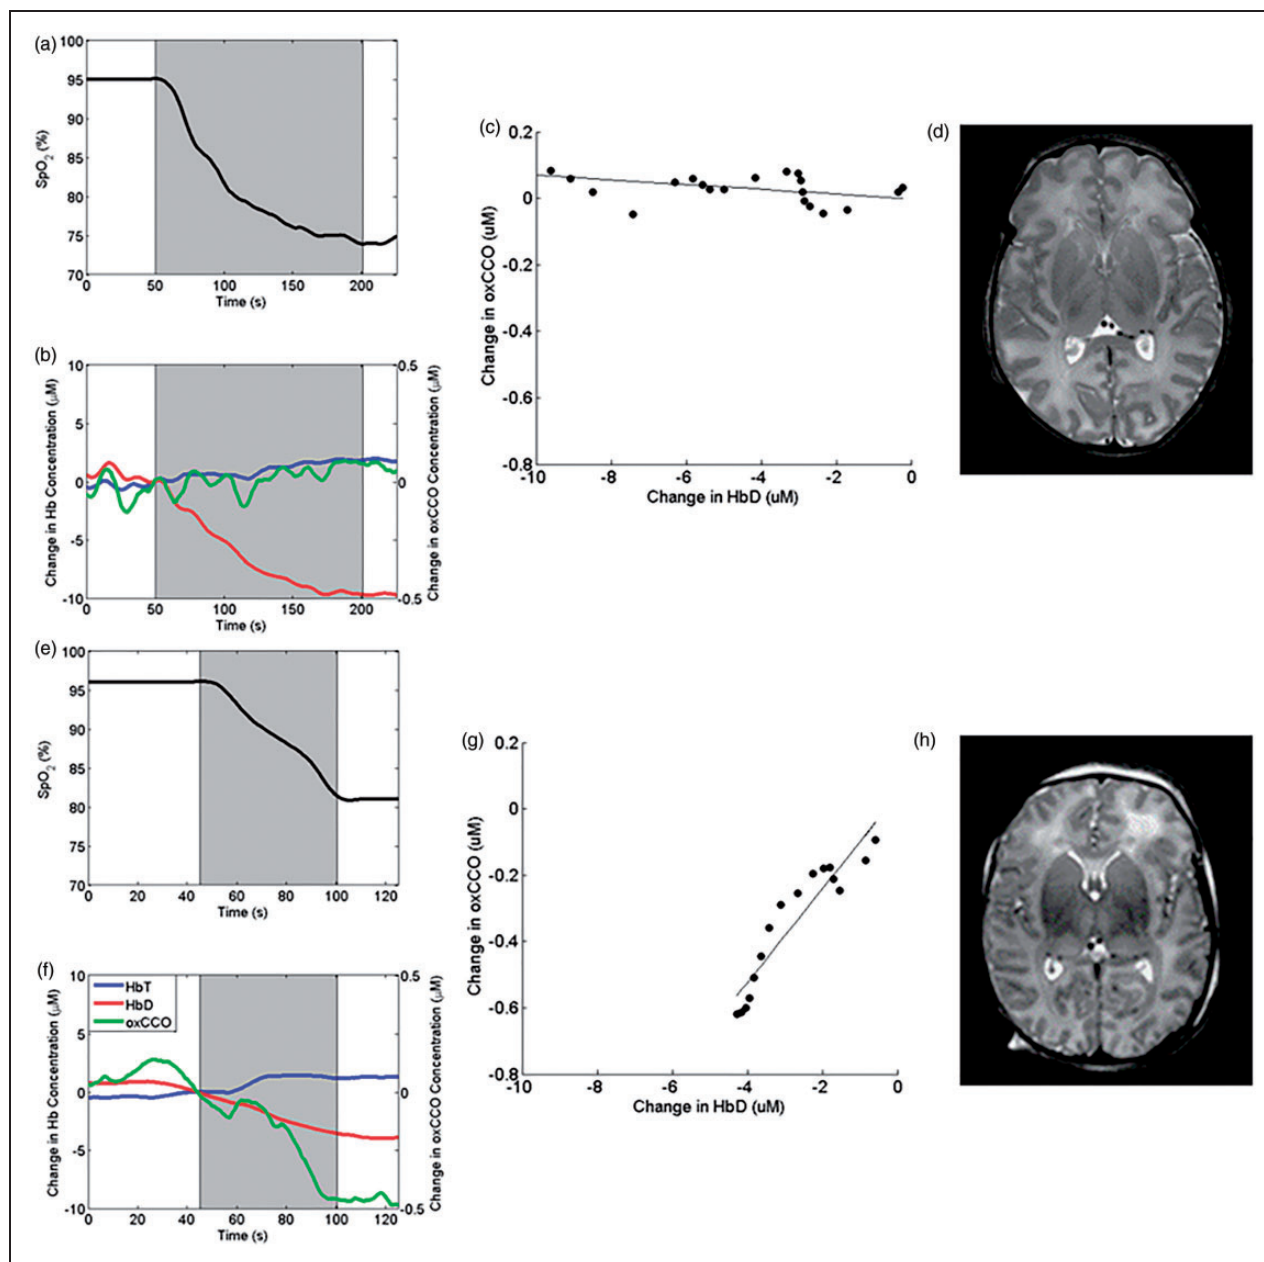 (a)
100
95
90
85
80
75
70
SpO2 (%)
0 50 100 150 200
Time (s)
(b)
10
5
0
-5
-10
Change in Hb Concentration (μM)
0.5
0
-0.5
Change in oxCCO Concentration (μM)
0 50 100 150 200
Time (s)
(c)
0.2
0
-0.2
-0.4
-0.6
-0.8
Change in oxCCO (uM)
-10 -8 -6 -4 -2 0
Change in HbD (uM)
(d)
(e)
100
95
90
85
80
75
70
SpO2 (%)
0 20 40 60 80 100 120
Time (s)
(f)
HbT
HbD
oxCCO
10
5
0
-5
-10
Change in Hb Concentration (μM)
0.5
0
-0.5
Change in oxCCO Concentration (μM)
0 20 40 60 80 100 120
Time (s)
(g)
0.2
0
-0.2
-0.4
-0.6
-0.8
Change in oxCCO (uM)
-10 -8 -6 -4 -2 0
Change in HbD (uM)
(h)